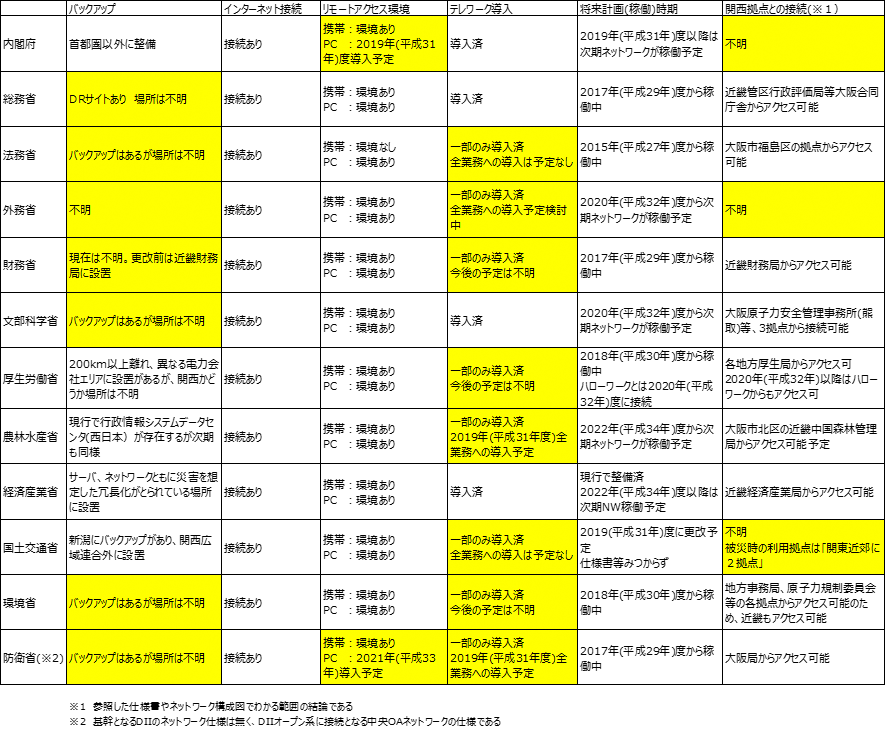 バックアップ
インターネット接続
リモートアクセス環境
テレワーク導入
将来計画(稼働)時期
関西拠点との接続(※１)
内閣府
首都圏以外に整備
接続あり
携帯：環境あり
PC ：2019年(平成31
年)度導入予定
導入済
2019年(平成31年)度以降は
次期ネットワークが稼働予定
不明
総務省
DRサイトあり 場所は不明
接続あり
携帯：環境あり
PC ：環境あり
導入済
2017年(平成29年)度から稼
働中
近畿管区行政評価局等大阪合同
庁舎からアクセス可能
法務省
バックアップはあるが場所は不明
接続あり
携帯：環境なし
PC ：環境あり
一部のみ導入済
全業務への導入は予定なし
2015年(平成27年)度から稼
働中
大阪市福島区の拠点からアクセス
可能
外務省
不明
接続あり
携帯：環境あり
PC ：環境あり
一部のみ導入済
全業務への導入予定検討
中
2020年(平成32年)度から次
期ネットワークが稼働予定
不明
財務省
現在は不明。更改前は近畿財務
局に設置
接続あり
携帯：環境あり
PC ：環境あり
一部のみ導入済
今後の予定は不明
2017年(平成29年)度から稼
働中
近畿財務局からアクセス可能
文部科学省
バックアップはあるが場所は不明
接続あり
携帯：環境あり
PC ：環境あり
導入済
2020年(平成32年)度から次
期ネットワークが稼働予定
大阪原子力安全管理事務所(熊
取)等、3拠点から接続可能
厚生労働省
200km以上離れ、異なる電力会
社エリアに設置があるが、関西かど
うか場所は不明
接続あり
携帯：環境あり
PC ：環境あり
一部のみ導入済
今後の予定は不明
2018年(平成30年)度から稼
働中
ハローワークとは2020年(平成
32年)度に接続
各地方厚生局からアクセス可
2020年(平成32年)以降はハロー
ワークからもアクセス可
農林水産省
現行で行政情報システムデータセ
ンタ(西日本）が存在するが次期
も同様
接続あり
携帯：環境あり
PC ：環境あり
一部のみ導入済
2019年(平成31年度)全
業務への導入予定
2022年(平成34年)度から次
期ネットワークが稼働予定
大阪市北区の近畿中国森林管理
局からアクセス可能予定
経済産業省
サーバ、ネットワークともに災害を想
定した冗長化がとられている場所
に設置
接続あり
携帯：環境あり
PC ：環境あり
導入済
現行で整備済
2022年(平成34年)度以降は
次期NW稼働予定
近畿経済産業局からアクセス可能
国土交通省
新潟にバックアップがあり、関西広
域連合外に設置
接続あり
携帯：環境あり
PC ：環境あり
一部のみ導入済
全業務への導入は予定なし
2019(平成31年)度に更改予
定
仕様書等みつからず
不明
被災時の利用拠点は「関東近郊に
２拠点」
環境省
バックアップはあるが場所は不明
接続あり
携帯：環境あり
PC ：環境あり
一部のみ導入済
今後の予定は不明
2018年(平成30年)度から稼
働中
地方事務局、原子力規制委員会
等の各拠点からアクセス可能のた
め、近畿もアクセス可能
防衛省(※2)
バックアップはあるが場所は不明
接続あり
携帯：環境あり
PC ：2021年(平成33
年)導入予定
一部のみ導入済
2019年(平成31年度)全
業務への導入予定
2017年(平成29年)度から稼
働中
大阪局からアクセス可能
※１ 参照した仕様■やネットワーク構成図でわかる範囲の結論である
※２ 基幹となるDIIのネットワーク仕様は無く、DIIオープン系に接続となる中央OAネットワークの仕様である